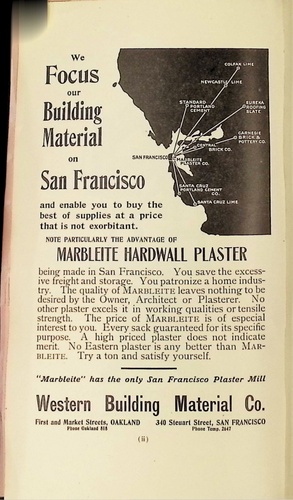 We
Focus
our
Building
Material
on
San Francisco
and enable you to buy the
best of supplies at a price
that is not exorbitant.
COLFAX LIME
NEWCASTLE LIME
STANDARD
PORTLAND
CEMENT
EUREKA
ROOFING
SLATE
CARNEGIE
BRICK &
POTTERY CO.
CENTRAL
BRICK CO.
SAN FRANCISCO
MARBLEITE
PLASTER CO.
SANTA CRUZ
PORTLAND CEMENT
CO.
SANTA CRUZ LIME
NOTE PARTICULARLY THE ADVANTAGE OF
MARBLEITE HARDWALL PLASTER
being made in San Francisco. You save the exces-
ive freight and storage. You patronize a home indus-
try. The quality of MARBLEITE leaves nothing to be
desired by the Owner, Architect or Plasterer. No
other plaster excels it in working qualities or tensile
strength. The price of MARBLEITE is of especial
interest to you. Every sack guaranteed for its specific
purpose. A high priced plaster does not indicate
merit. No Eastern plaster is any better than MAR-
BLEITE. Try a ton and satisfy yourself.
"Marbleite" has the only San Francisco Plaster Mill
Western Building Material Co.
First and Market Streets, OAKLAND 340 Steuart Street, SAN FRANCISCO
Phone Oakland 818 Phone Temp. 2647
(ii)